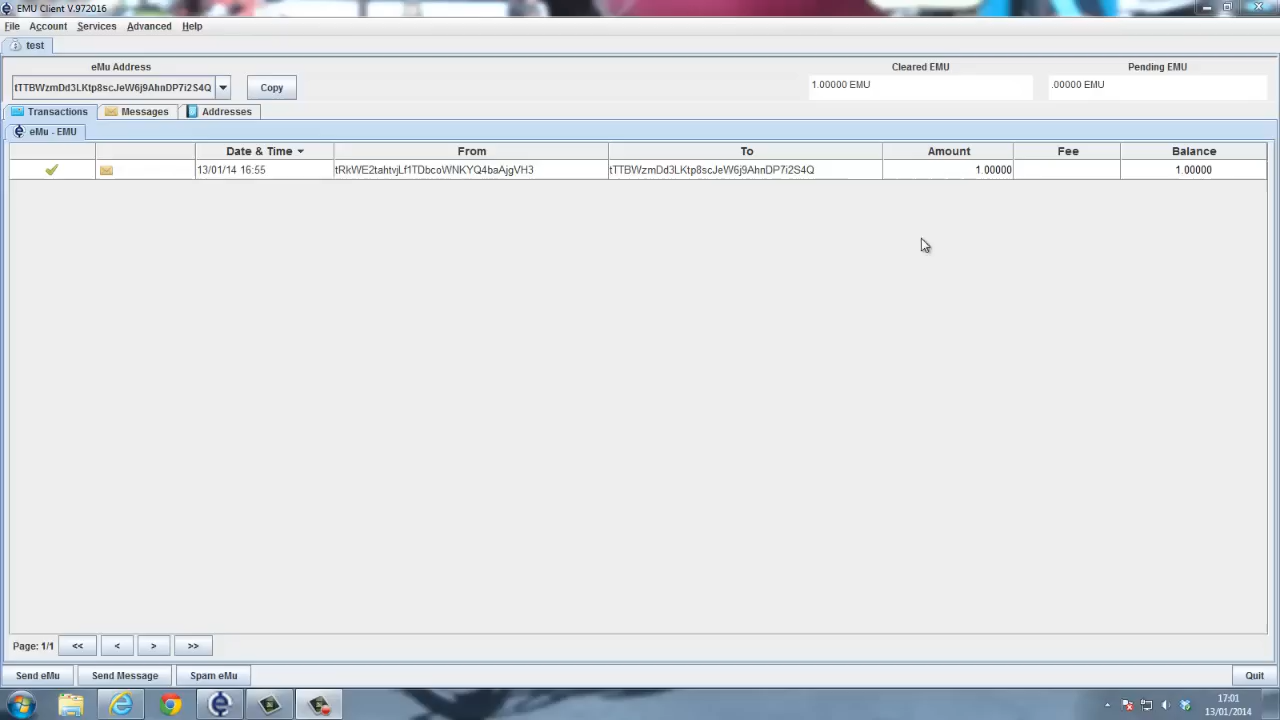 EMU Client V.972016
File Account Services Advanced Help
test
eMu Address Cleared EMU Pending EMU
tTTBWzmDd3LKtp8scJeW6j9AhnDP7i2S4Q Copy 1.00000 EMU .00000 EMU
Transactions Messages Addresses
eMu - EMU
Date & Time From To Amount Fee Balance
13/01/14 16:55 tRkWE2tahtvjLf1TDbcoWNKYQ4baAjgVH3 tTTBWzmDd3LKtp8scJeW6j9AhnDP7i2S4Q 1.00000 1.00000
Page: 1/1 << < > >>
Send eMu Send Message Spam eMu Quit
17:01
13/01/2014